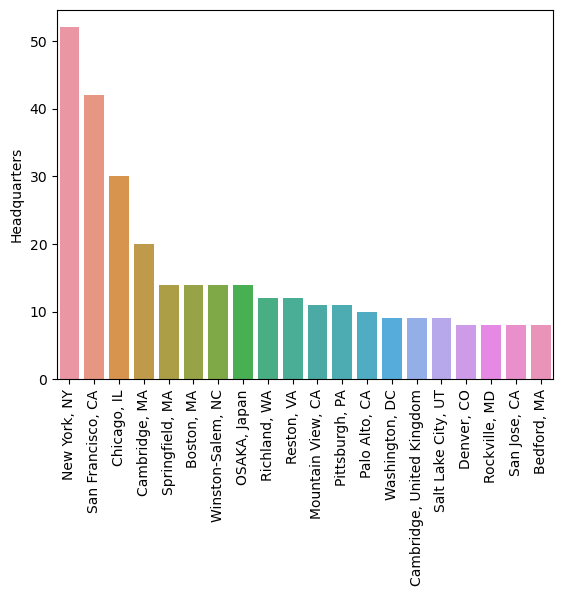 50
40
30
20
10
0
Headquarters
New York, NY
San Francisco, CA
Chicago, IL
Cambridge, MA
Springfield, MA
Boston, MA
Winston-Salem, NC
OSAKA, Japan
Richland, WA
Reston, VA
Mountain View, CA
Pittsburgh, PA
Palo Alto, CA
Washington, DC
Cambridge, United Kingdom
Salt Lake City, UT
Denver, CO
Rockville, MD
San Jose, CA
Bedford, MA